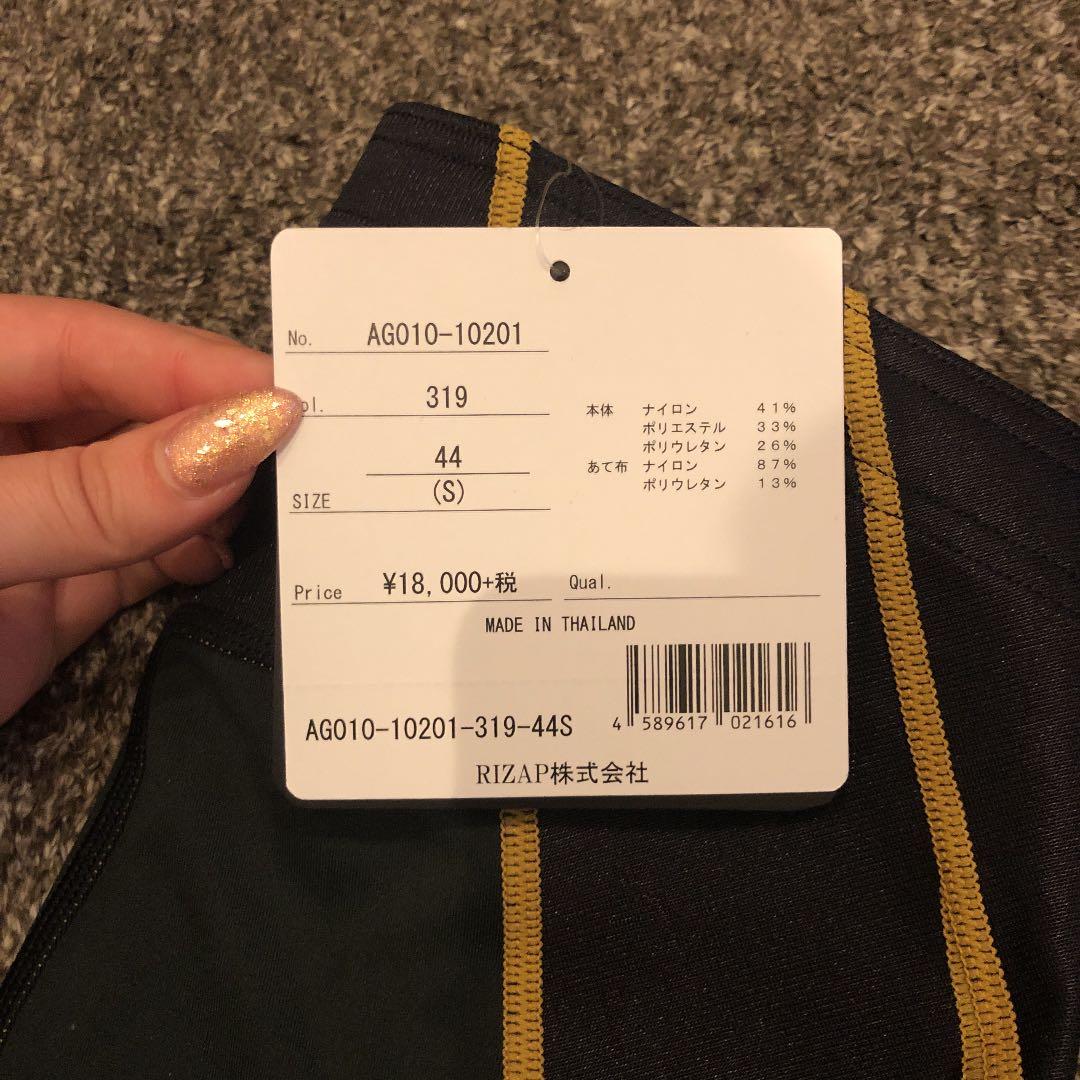 No. AG010-10201
ol. 319
44
SIZE (S)
本体 ナイロン 41%
ポリエステル 33%
ポリウレタン 26%
あて布 ナイロン 87%
ポリウレタン 13%
Price ¥18,000+税 Qual.
MADE IN THAILAND
4 589617 021616
AG010-10201-319-44S
RIZAP株式会社